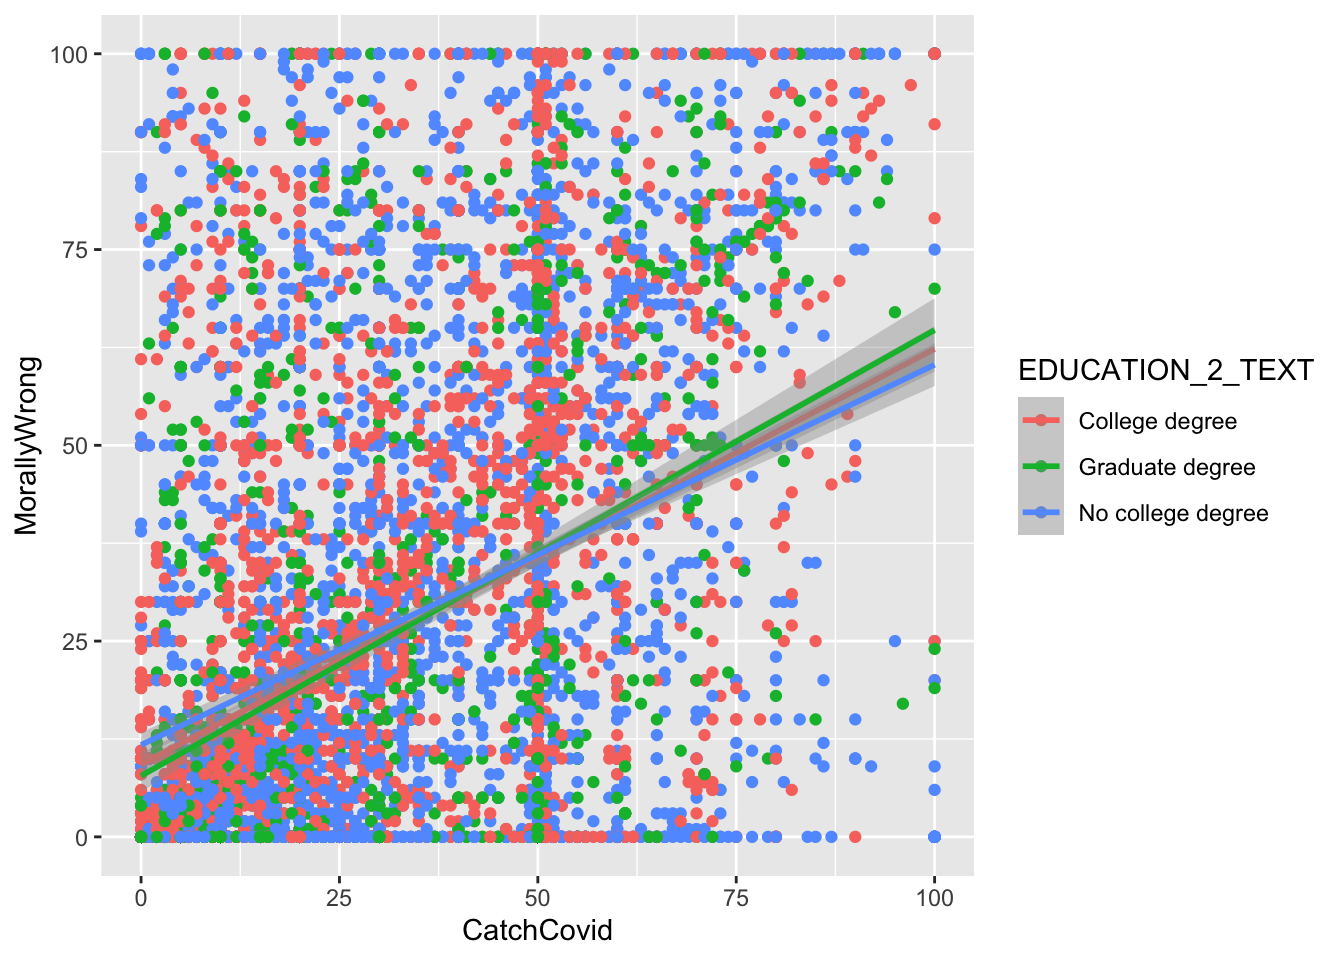 100
75
50
25
0
MorallyWrong
0 25 50 75 100
CatchCovid
EDUCATION_2_TEXT
College degree
Graduate degree
No college degree